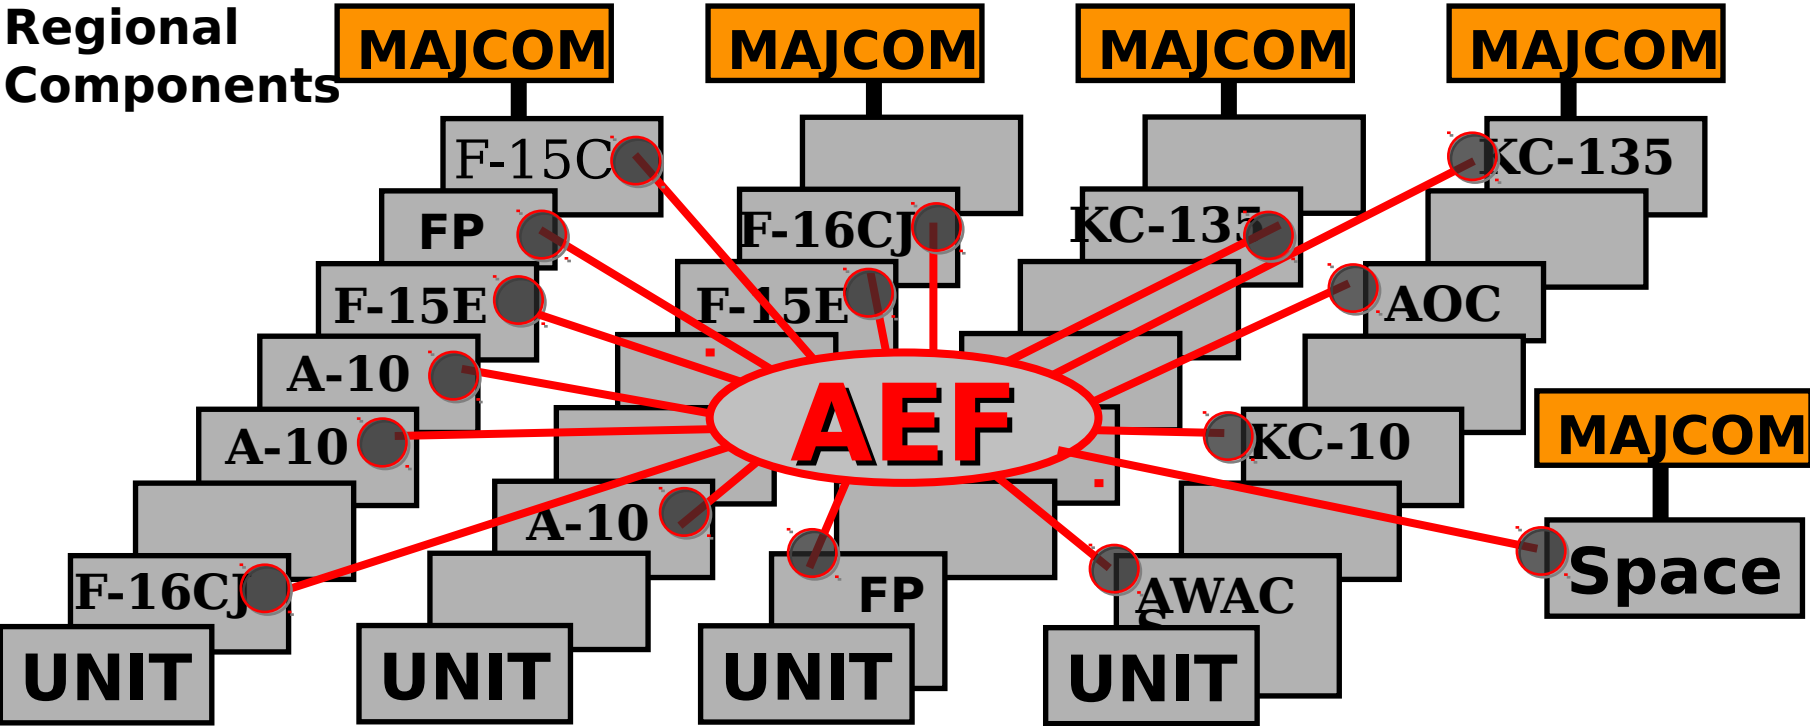 Regional
Components
MAJCOM
MAJCOM
MAJCOM
MAJCOM
F-15C
KC-135
FP
F-16CJ
KC-135
F-15E
F-15E
AOC
A-10
AEF
A-10
KC-10
MAJCOM
A-10
Space
F-16CJ
FP
AWAC
S
UNIT
UNIT
UNIT
UNIT